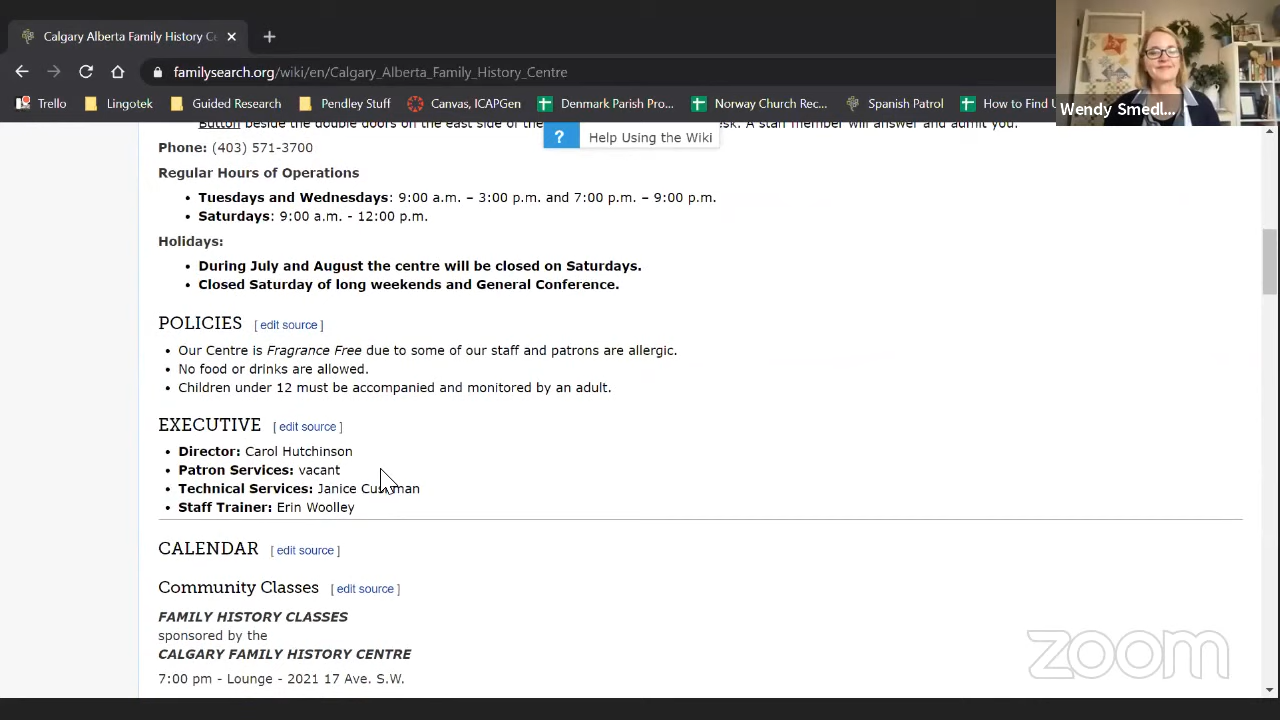 Calgary Alberta Family History Ce
familysearch.org/wiki/en/Calgary_Alberta_Family_History_Centre
Trello Lingotek Guided Research Pendley Stuff Canvas, ICAPGen Denmark Parish Pro... Norway Church Rec... Spanish Patrol How to Find U
Wendy Smedl...
Button beside the double doors on the east side of the esk. A staff member will answer and admit you.
? Help Using the Wiki
Phone: (403) 571-3700
Regular Hours of Operations
Tuesdays and Wednesdays: 9:00 a.m. – 3:00 p.m. and 7:00 p.m. – 9:00 p.m.
Saturdays: 9:00 a.m. - 12:00 p.m.
Holidays:
During July and August the centre will be closed on Saturdays.
Closed Saturday of long weekends and General Conference.
POLICIES [ edit source ]
Our Centre is Fragrance Free due to some of our staff and patrons are allergic.
No food or drinks are allowed.
Children under 12 must be accompanied and monitored by an adult.
EXECUTIVE [ edit source ]
Director: Carol Hutchinson
Patron Services: vacant
Technical Services: Janice
Staff Trainer: Erin Woolley
CALENDAR [ edit source ]
Community Classes [ edit source ]
FAMILY HISTORY CLASSES
sponsored by the
CALGARY FAMILY HISTORY CENTRE
7:00 pm - Lounge - 2021 17 Ave. S.W.
zoom